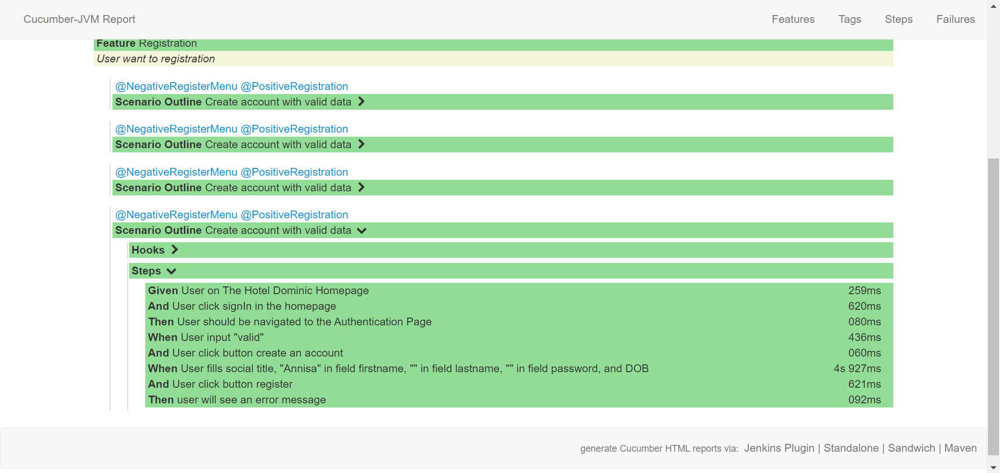 Cucumber-JVM Report Features Tags Steps Failures
Feature Registration
User want to registration
@NegativeRegisterMenu @PositiveRegistration
Scenario Outline Create account with valid data
@NegativeRegisterMenu @PositiveRegistration
Scenario Outline Create account with valid data
@NegativeRegisterMenu @PositiveRegistration
Scenario Outline Create account with valid data
@NegativeRegisterMenu @PositiveRegistration
Scenario Outline Create account with valid data
Hooks
Steps
Given User on The Hotel Dominic Homepage 259ms
And User click signIn in the homepage 620ms
Then User should be navigated to the Authentication Page 080ms
When User input "valid" 436ms
And User click button create an account 060ms
When User fills social title, "Annisa" in field firstname, "" in field lastname, "" in field password, and DOB 4s 927ms
And User click button register 621ms
Then user will see an error message 092ms
generate Cucumber HTML reports via: Jenkins Plugin | Standalone | Sandwich | Maven